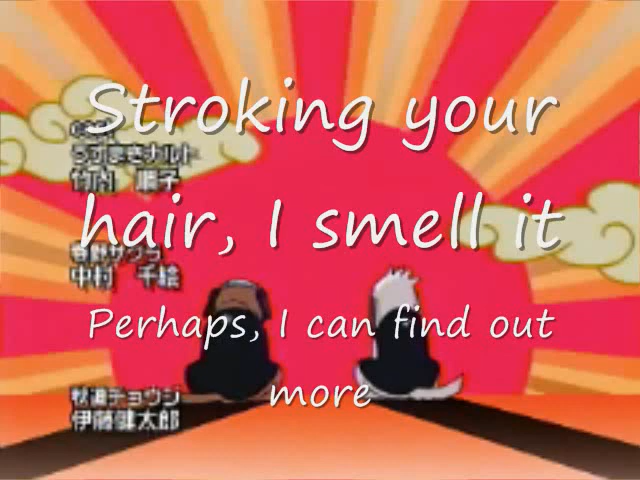 Stroking your
うずまきナルト
竹内 順子
hair, I smell it
春野サクラ
中村 千絵
Perhaps, I can find out
more
秋道チョウジ
伊藤健太郎